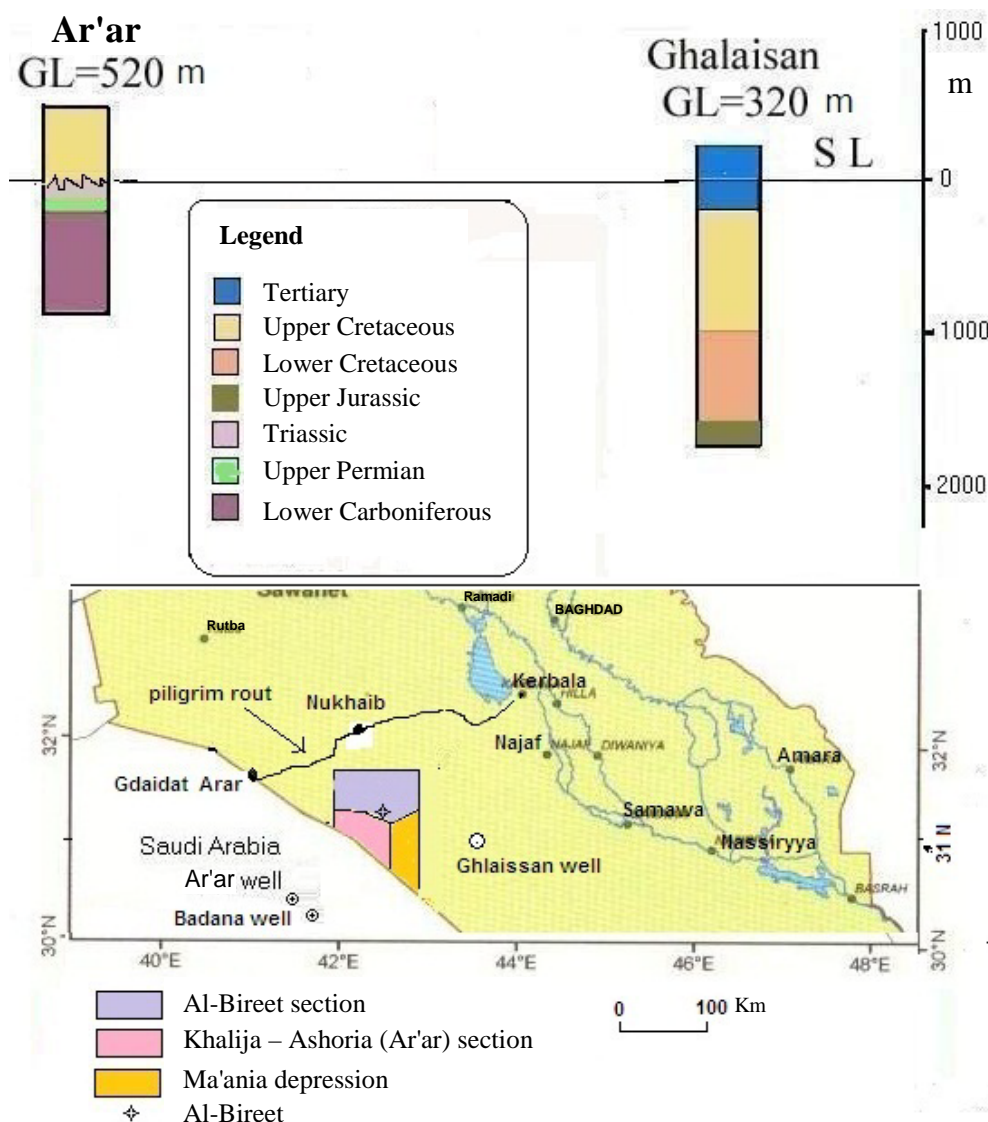 Ar'ar
GL=520 m
Ghalaisan
GL=320 m
1000
m
S L
0
1000
2000
Legend
Tertiary
Upper Cretaceous
Lower Cretaceous
Upper Jurassic
Triassic
Upper Permian
Lower Carboniferous
Ramadi
BAGHDAD
Rutba
Kerbala
HILLA
piligrim rout
Nukhaib
32°N
Najaf
NAJAF
DIWANIYA
Amara
32°N
Gdaidat Arar
Samawa
Saudi Arabia
Nassiryya
31 N
Ar'ar well
Ghlaissan well
Badana well
BASRAH
30°N
30°N
40°E
42°E
44°E
46°E
48°E
Al-Bireet section
0 100 Km
Khalija – Ashoria (Ar'ar) section
Ma'ania depression
Al-Bireet